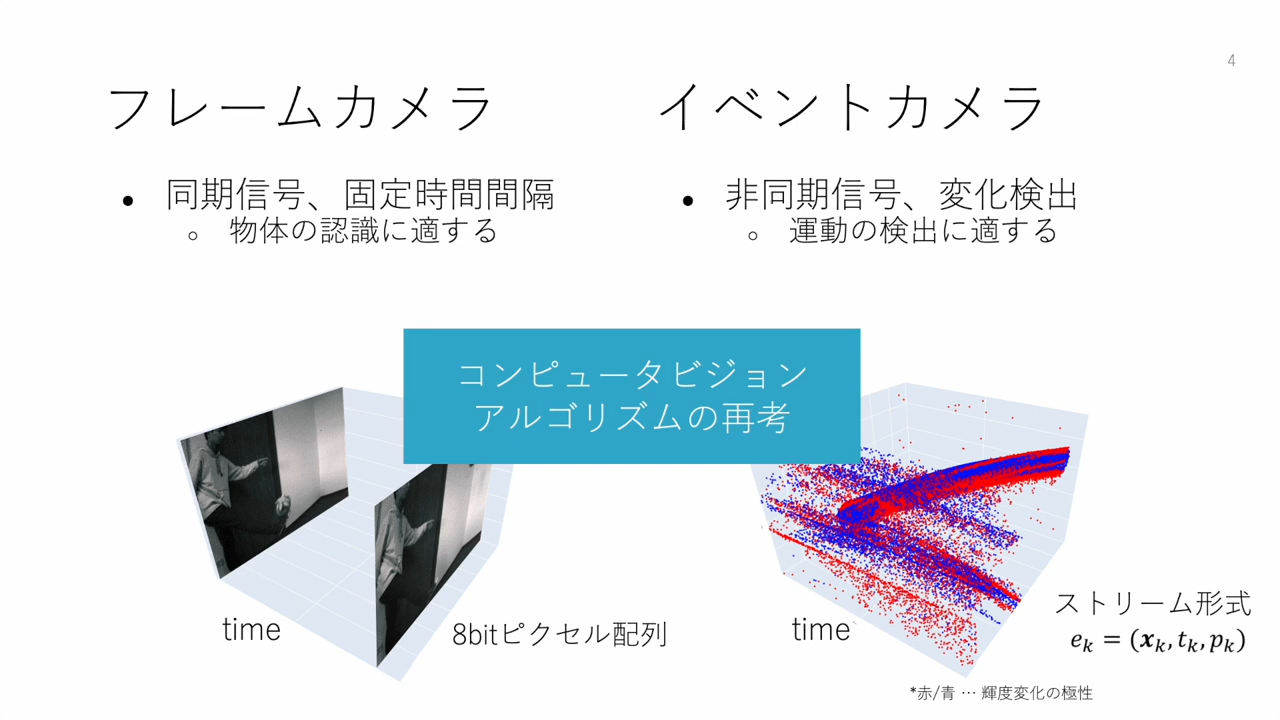 4
フレームカメラ
● 同期信号、固定時間間隔
○ 物体の認識に適する
イベントカメラ
● 非同期信号、変化検出
○ 運動の検出に適する
コンピュータビジョン
アルゴリズムの再考
time
8bitピクセル配列
time
ストリーム形式
𝑒ₖ = (𝒙ₖ, 𝑡ₖ, 𝑝ₖ)
*赤/青 … 輝度変化の極性